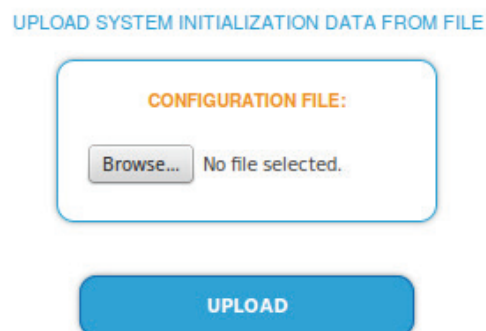 UPLOAD SYSTEM INITIALIZATION DATA FROM FILE
CONFIGURATION FILE:
Browse... No file selected.
UPLOAD